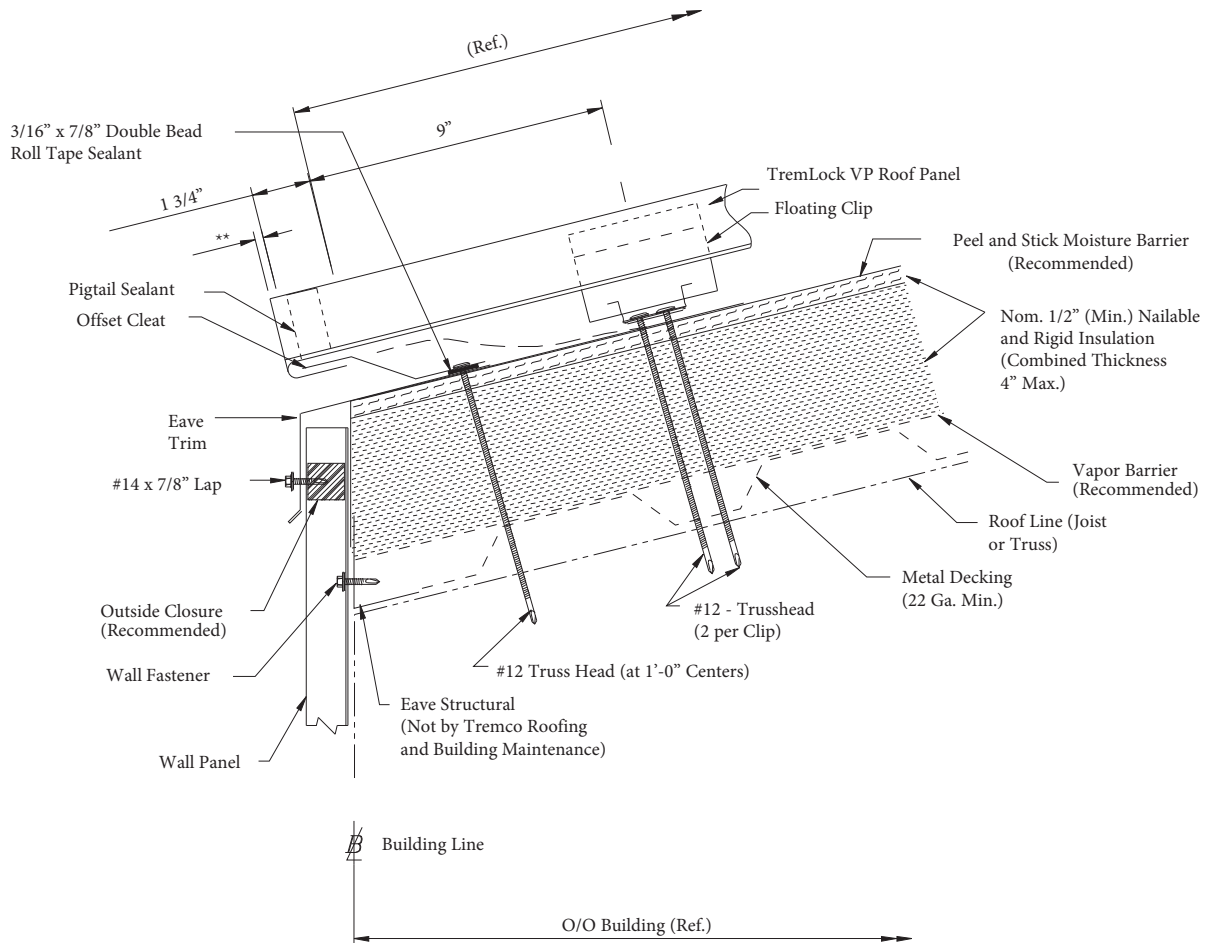 (Ref.)
3/16” x 7/8” Double Bead
Roll Tape Sealant
9”
1 3/4”
**
TremLock VP Roof Panel
Floating Clip
Peel and Stick Moisture Barrier
(Recommended)
Pigtail Sealant
Offset Cleat
Nom. 1/2” (Min.) Nailable
and Rigid Insulation
(Combined Thickness
4” Max.)
Eave
Trim
#14 x 7/8” Lap
Vapor Barrier
(Recommended)
Roof Line (Joist
or Truss)
Metal Decking
(22 Ga. Min.)
Outside Closure
(Recommended)
#12 - Trusshead
(2 per Clip)
Wall Fastener
#12 Truss Head (at 1’-0” Centers)
Eave Structural
(Not by Tremco Roofing
and Building Maintenance)
Wall Panel
B Building Line
O/O Building (Ref.)